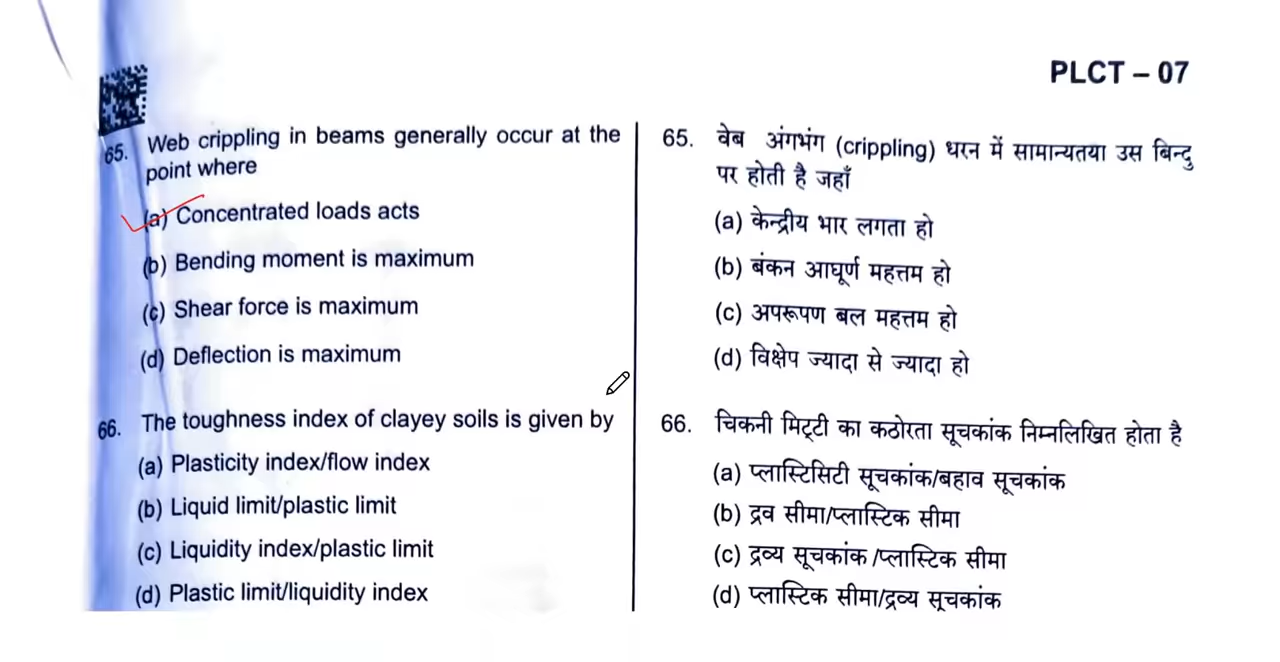 PLCT – 07
65. Web crippling in beams generally occur at the
point where
(a) Concentrated loads acts
(b) Bending moment is maximum
(c) Shear force is maximum
(d) Deflection is maximum
66. The toughness index of clayey soils is given by
(a) Plasticity index/flow index
(b) Liquid limit/plastic limit
(c) Liquidity index/plastic limit
(d) Plastic limit/liquidity index
65. वेब अंगभंग (crippling) धरन में सामान्यतया उस बिन्दु
पर होती है जहाँ
(a) केन्द्रीय भार लगता हो
(b) बंकन आघूर्ण महत्तम हो
(c) अपरूपण बल महत्तम हो
(d) विक्षेप ज्यादा से ज्यादा हो
66. चिकनी मिट्टी का कठोरता सूचकांक निम्नलिखित होता है
(a) प्लास्टिसिटी सूचकांक/बहाव सूचकांक
(b) द्रव सीमा/प्लास्टिक सीमा
(c) द्रव्य सूचकांक/प्लास्टिक सीमा
(d) प्लास्टिक सीमा/द्रव्य सूचकांक